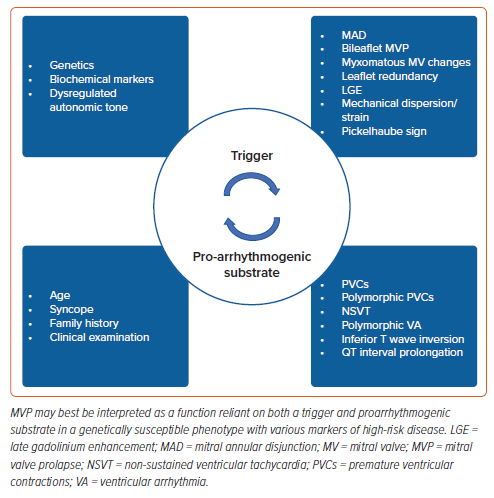 • Genetics
• Biochemical markers
• Dysregulated
autonomic tone
• MAD
• Bileaflet MVP
• Myxomatous MV changes
• Leaflet redundancy
• LGE
• Mechanical dispersion/
strain
• Pickelhaube sign
Trigger
Pro-arrhythmogenic
substrate
• Age
• Syncope
• Family history
• Clinical examination
• PVCs
• Polymorphic PVCs
• NSVT
• Polymorphic VA
• Inferior T wave inversion
• QT interval prolongation
MVP may best be interpreted as a function reliant on both a trigger and proarrhythmogenic
substrate in a genetically susceptible phenotype with various markers of high-risk disease. LGE =
late gadolinium enhancement; MAD = mitral annular disjunction; MV = mitral valve; MVP = mitral
valve prolapse; NSVT = non-sustained ventricular tachycardia; PVCs = premature ventricular
contractions; VA = ventricular arrhythmia.